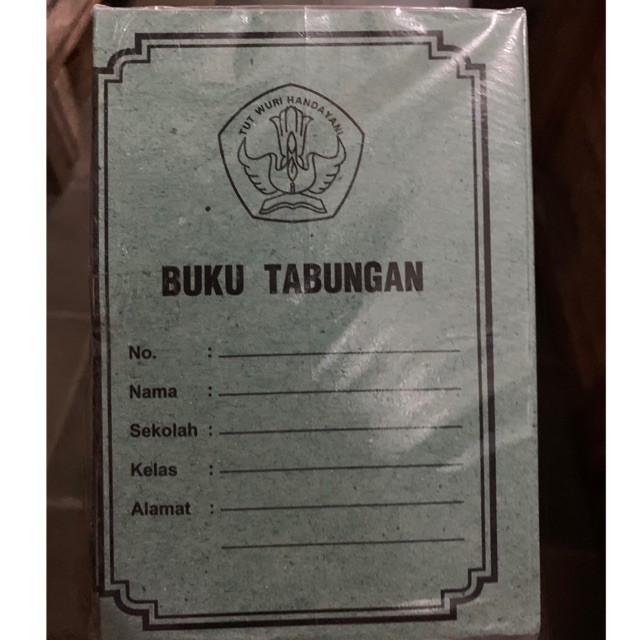 TUT WURI HANDAYANI
BUKU TABUNGAN
No. :
Nama :
Sekolah :
Kelas :
Alamat :